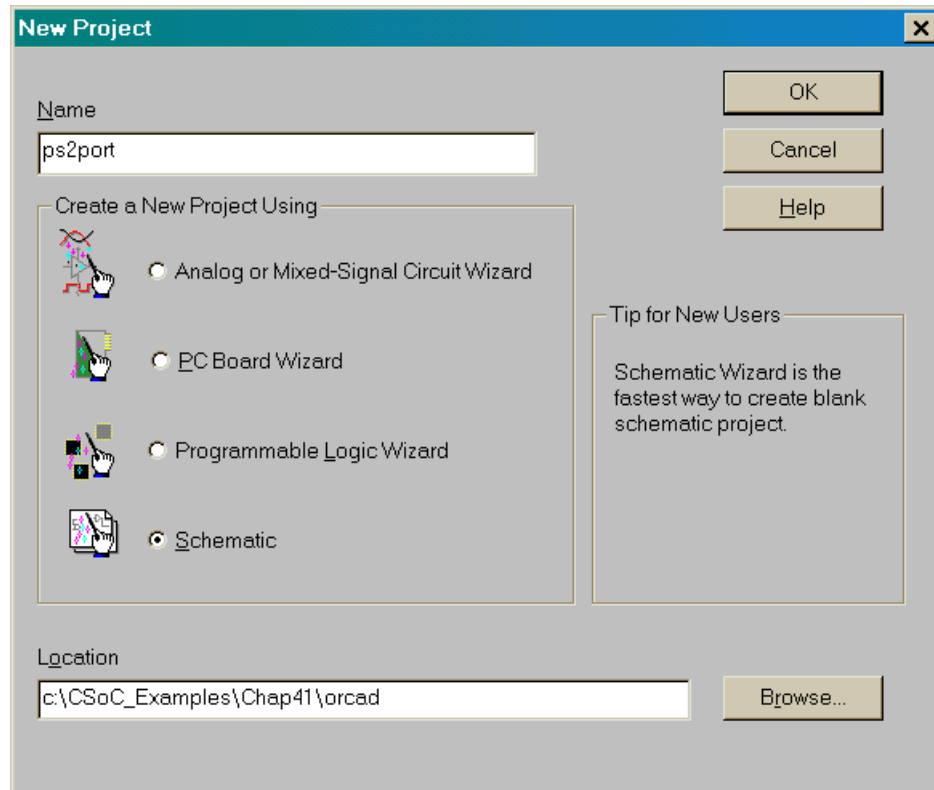 New Project
Name
ps2port
OK
Cancel
Help
Create a New Project Using
Analog or Mixed-Signal Circuit Wizard
PC Board Wizard
Programmable Logic Wizard
Schematic
Tip for New Users
Schematic Wizard is the
fastest way to create blank
schematic project.
Location
c:\CSoC_Examples\Chap41\orcad
Browse...